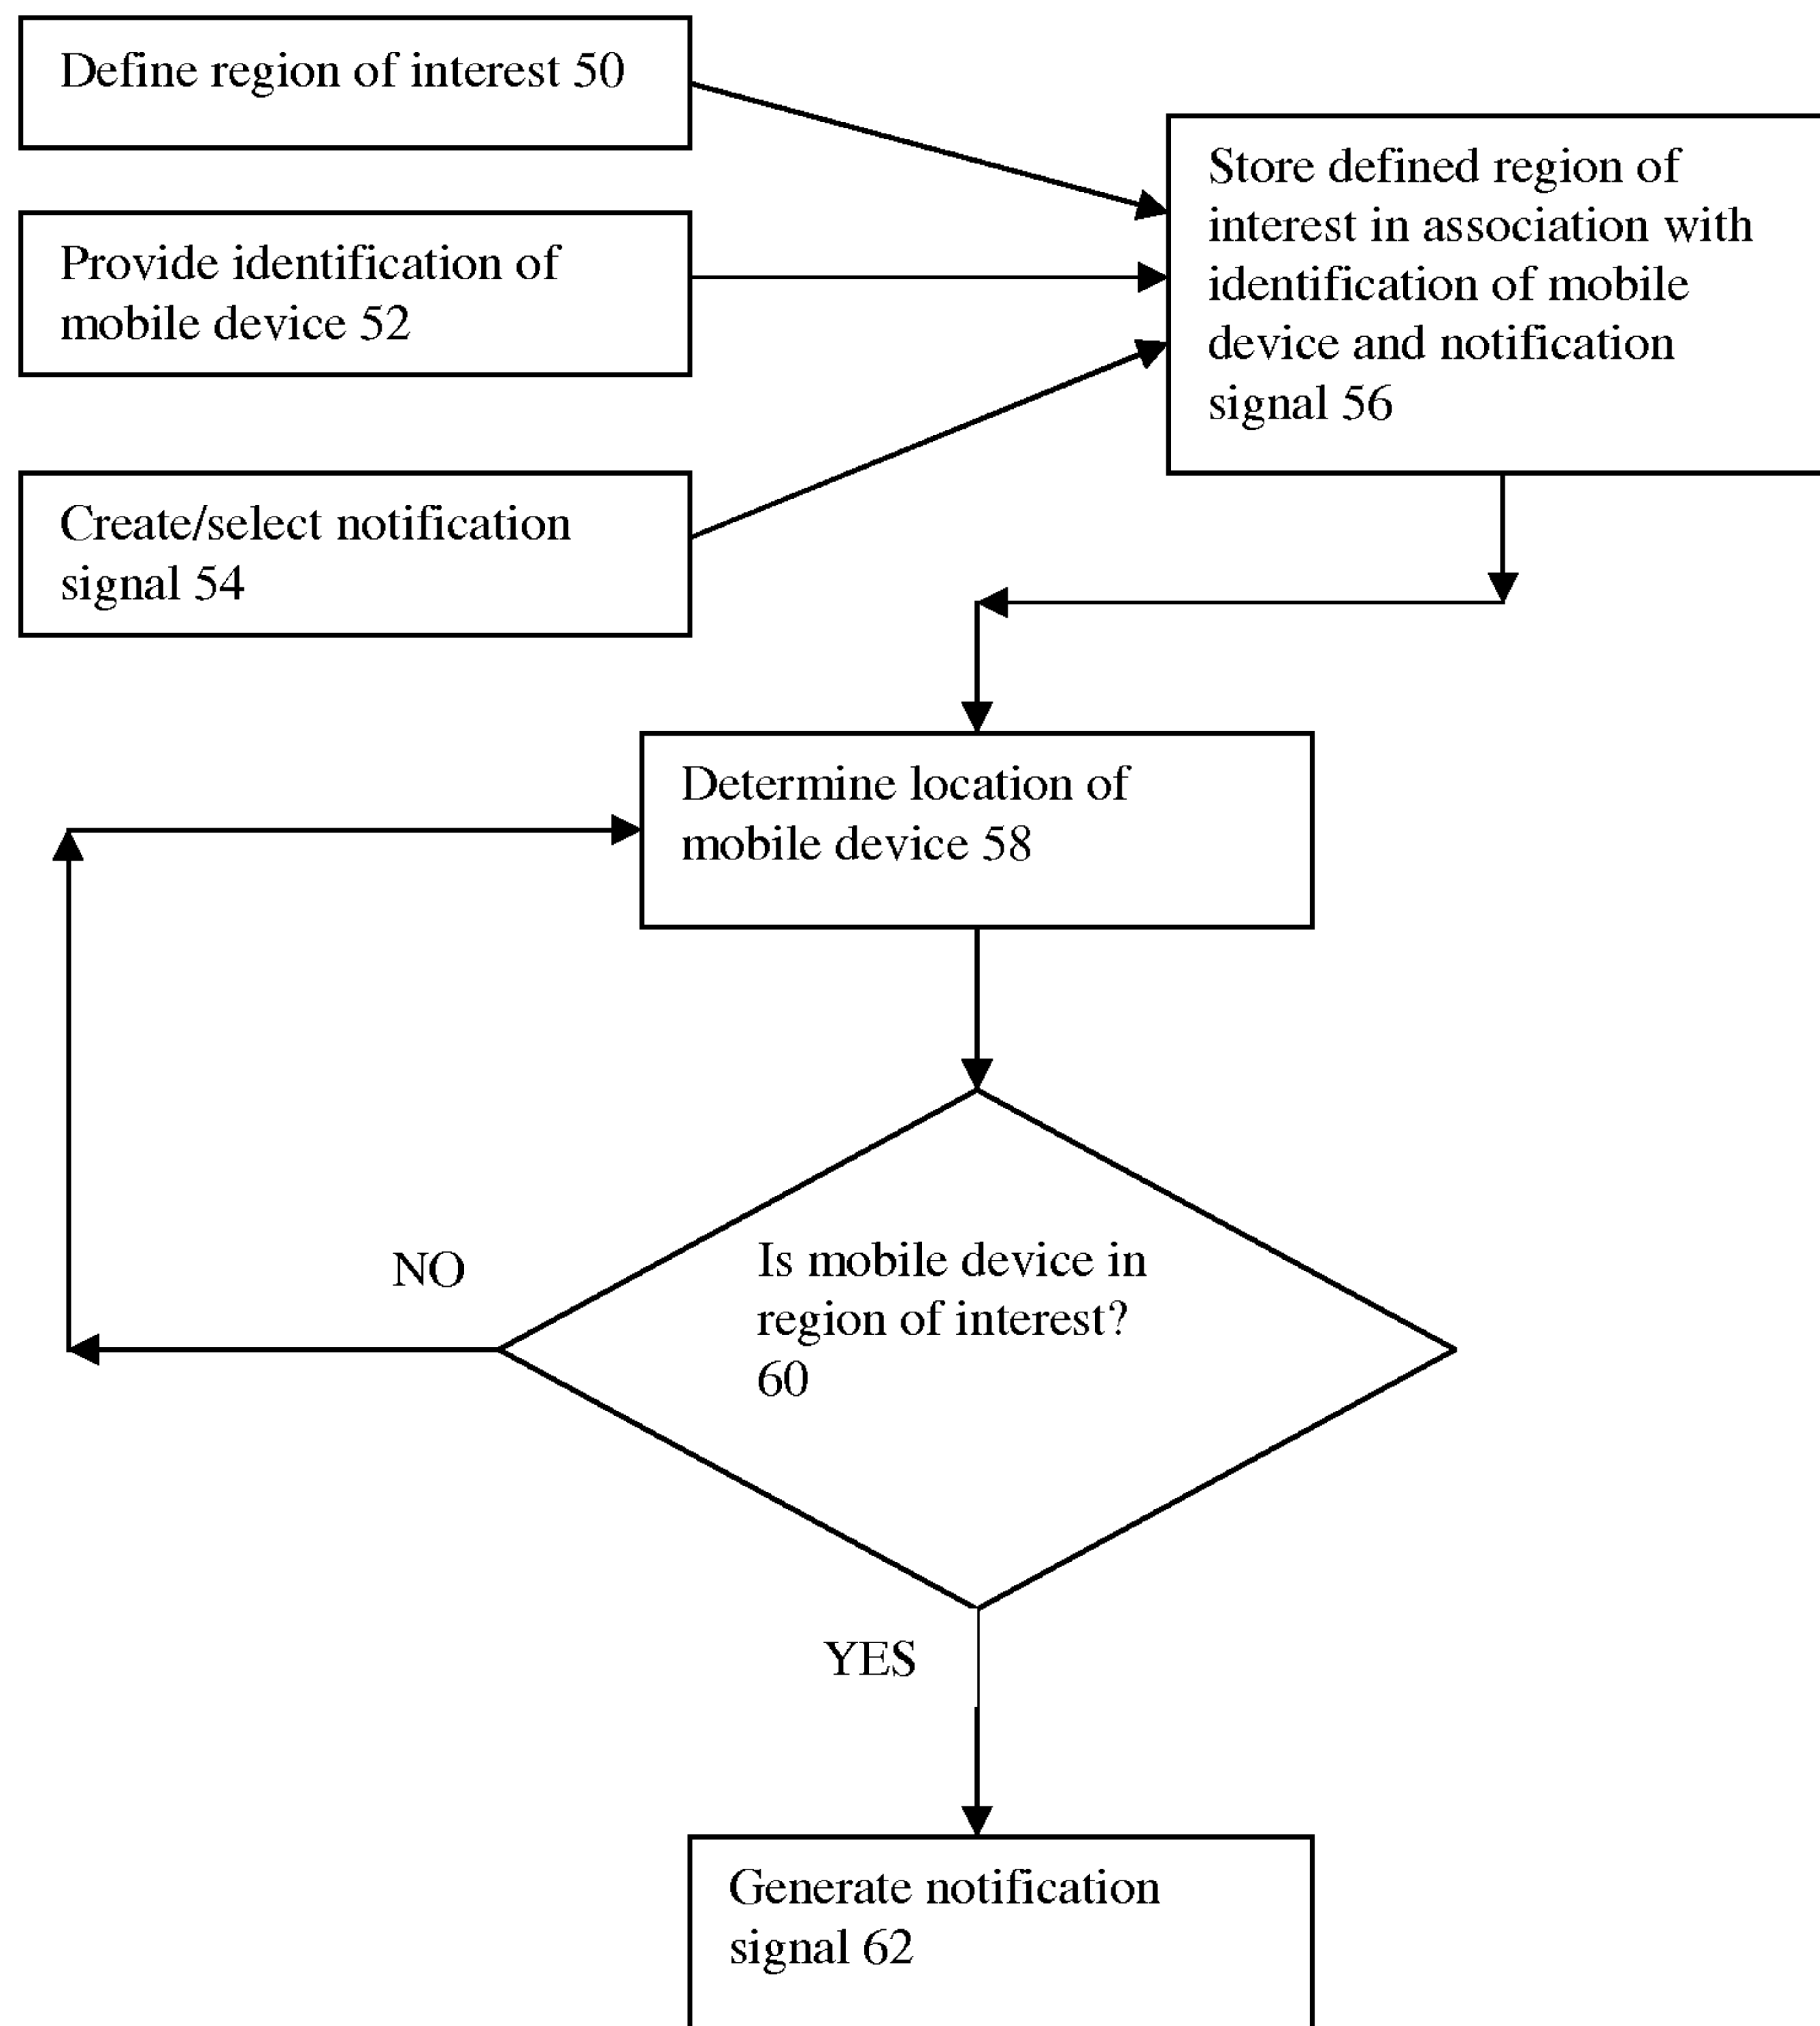 Define region of interest 50
Provide identification of
mobile device 52
Create/select notification
signal 54
Store defined region of
interest in association with
identification of mobile
device and notification
signal 56
Determine location of
mobile device 58
NO
Is mobile device in
region of interest?
60
YES
Generate notification
signal 62